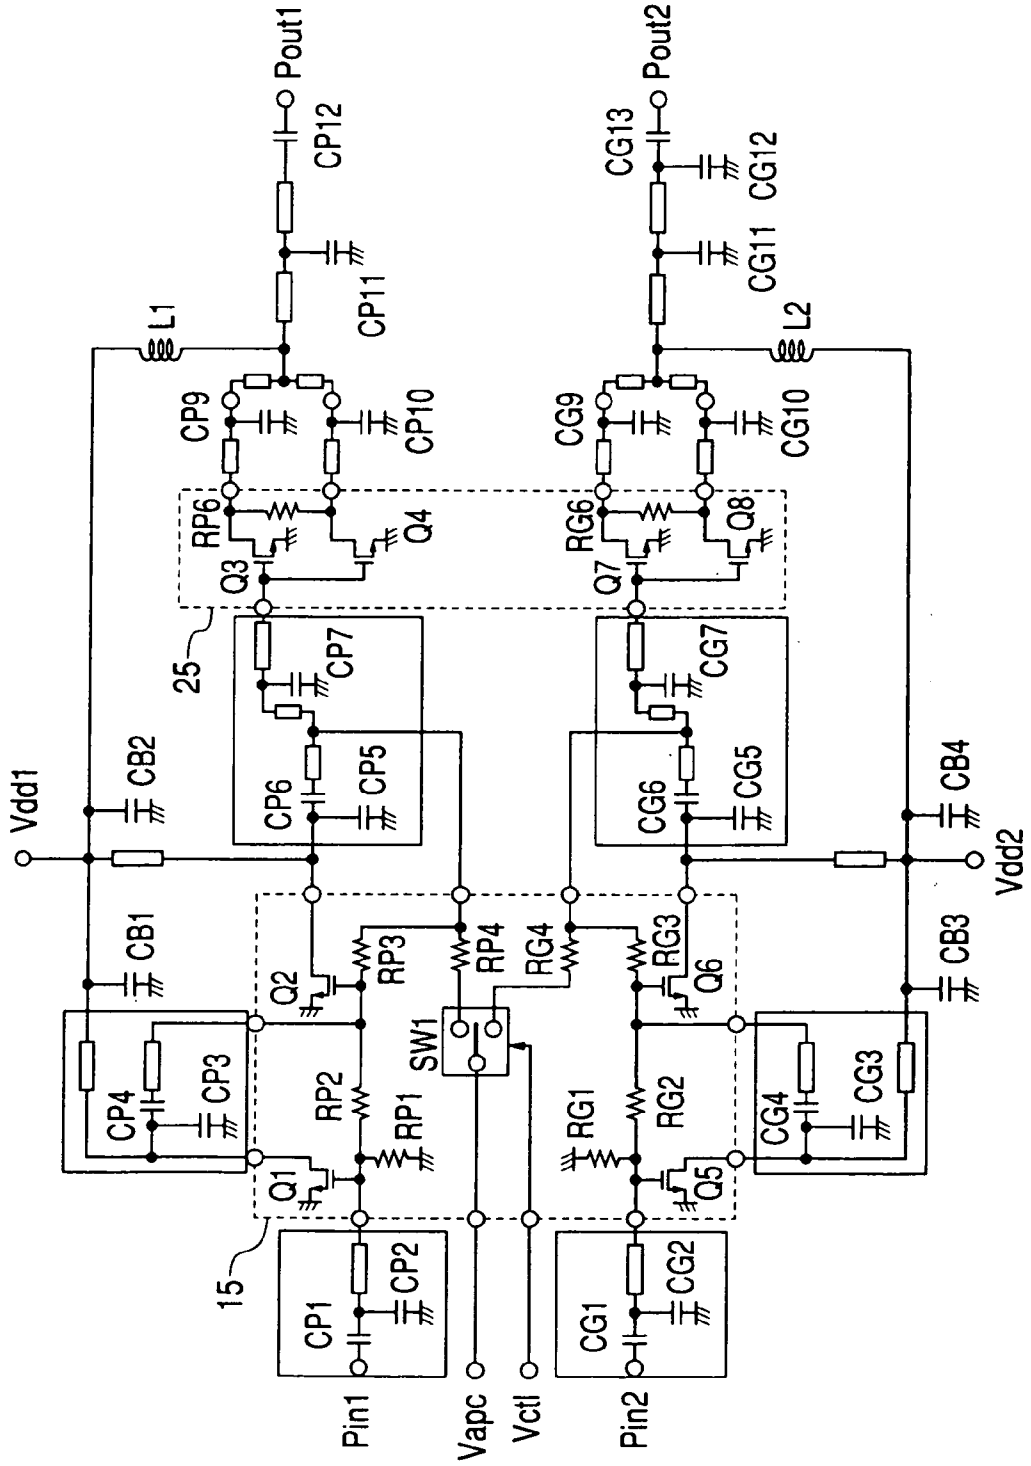 Pout1
CP12
CP11
L1
CP9
CP10
RP6
Q3
Q4
25
CP7
CP6
CP5
Vdd1
CB2
CB1
Q2
RP3
RP4
CP4
CP3
RP2
RP1
Q1
15
CP1
CP2
Pin1
Vapc
Vctl
SW1
Pout2
CG13
CG12
CG11
L2
CG9
CG10
RG6
Q7
Q8
CG7
CG6
CG5
CB4
Vdd2
CB3
RG4
RG3
Q6
RG1
RG2
Q5
CG4
CG3
CG1
CG2
Pin2